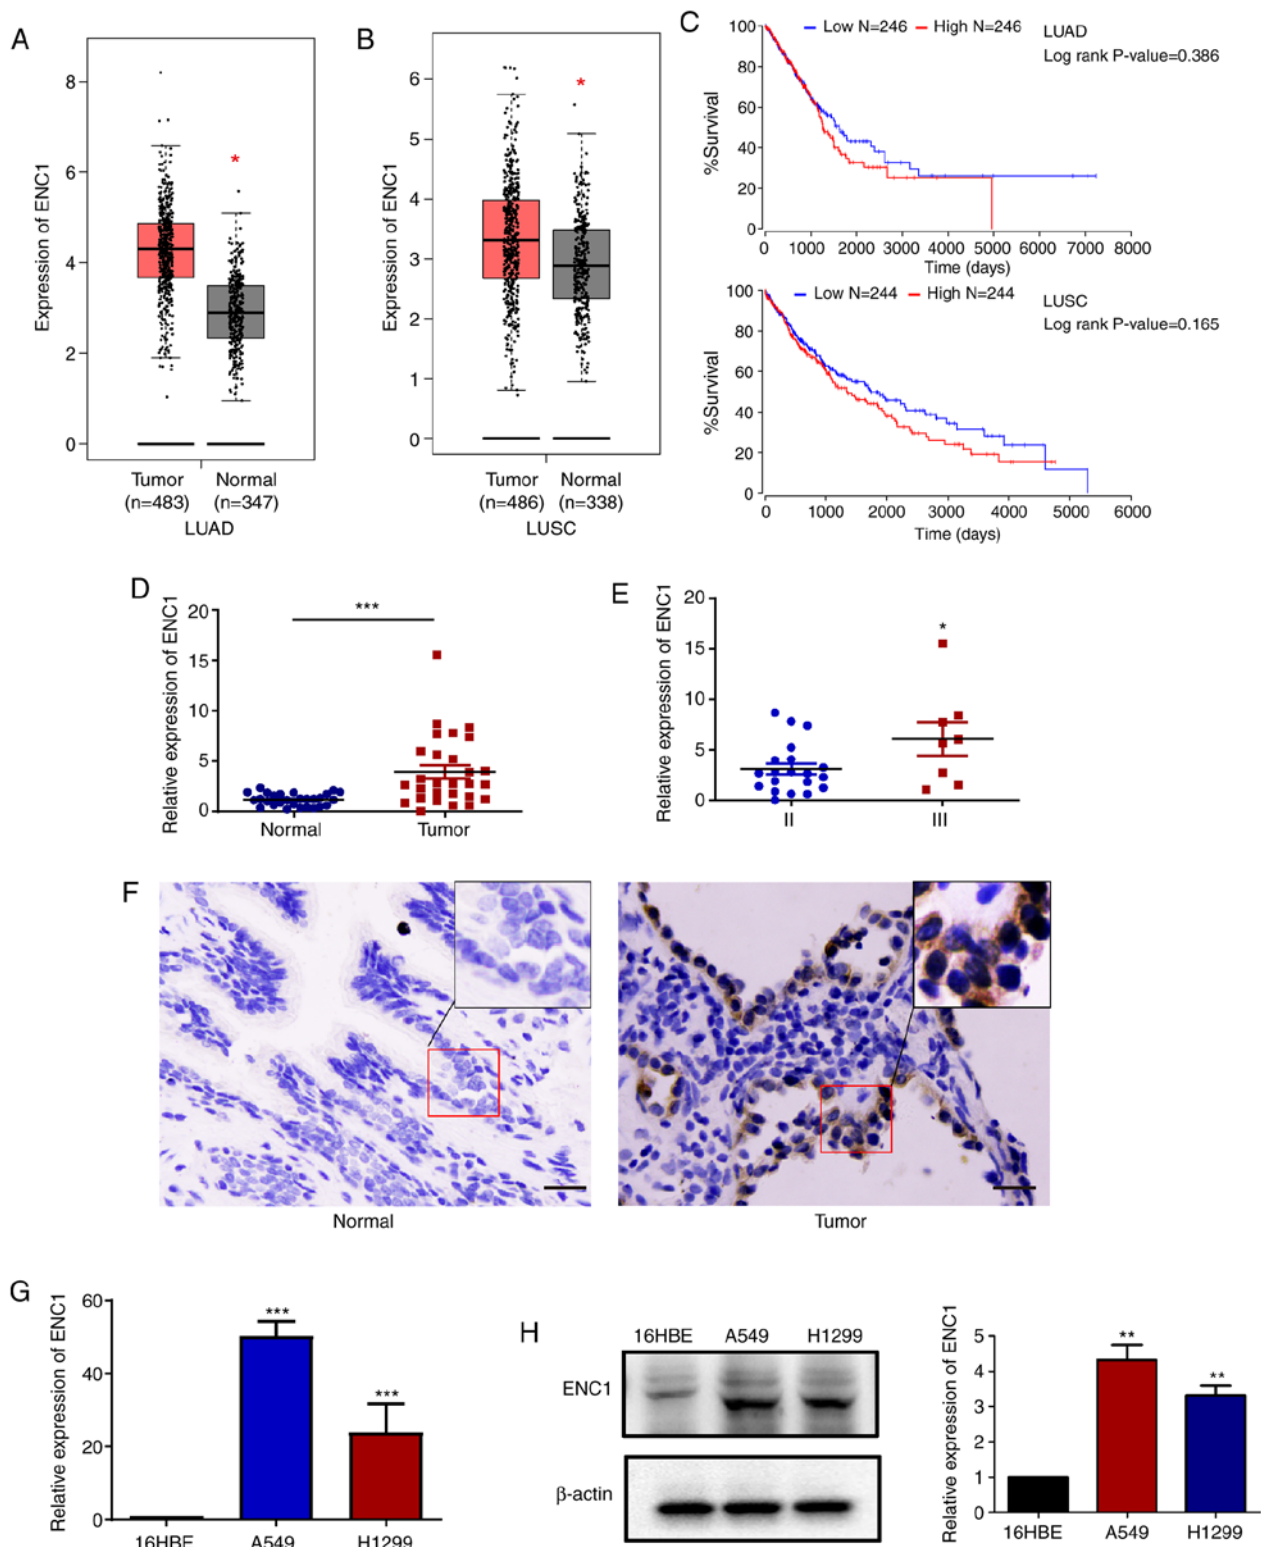 A
Expression of ENC1
8
6
4
2
0
*
Tumor
(n=483)
Normal
(n=347)
LUAD
B
Expression of ENC1
6
5
4
3
2
1
0
*
Tumor
(n=486)
Normal
(n=338)
LUSC
C
%Survival
100
80
60
40
20
0
Low N=246 High N=246
LUAD
Log rank P-value=0.386
0 1000 2000 3000 4000 5000 6000 7000 8000
Time (days)
%Survival
100
80
60
40
20
0
Low N=244 High N=244
LUSC
Log rank P-value=0.165
0 1000 2000 3000 4000 5000 6000
Time (days)
D
Relative expression of ENC1
20
15
10
5
0
***
Normal Tumor
E
Relative expression of ENC1
20
15
10
5
0
*
II III
F
Normal
Tumor
G
Relative expression of ENC1
60
40
20
0
***
***
16HBE A549 H1299
H
16HBE A549 H1299
ENC1
β-actin
Relative expression of ENC1
5
4
3
2
1
0
**
**
16HBE A549 H1299